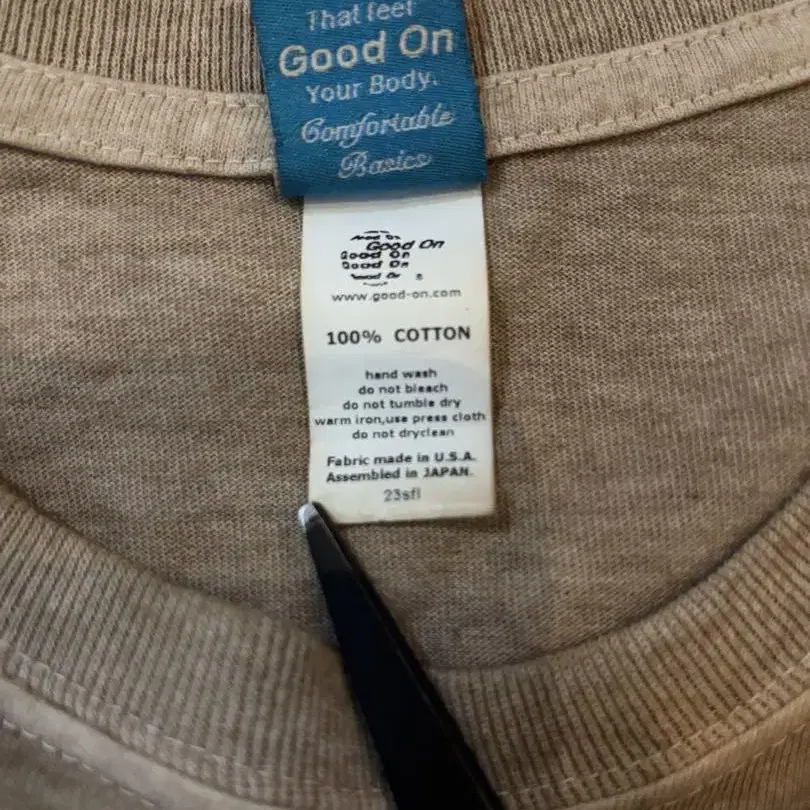 That feel
Good On
Your Body.
Comfortable
Basics
Good On
Good On
Good On
www.good-on.com
100% COTTON
hand wash
do not bleach
do not tumble dry
warm iron,use press cloth
do not dryclean
Fabric made in U.S.A.
Assembled in JAPAN.
23sfl